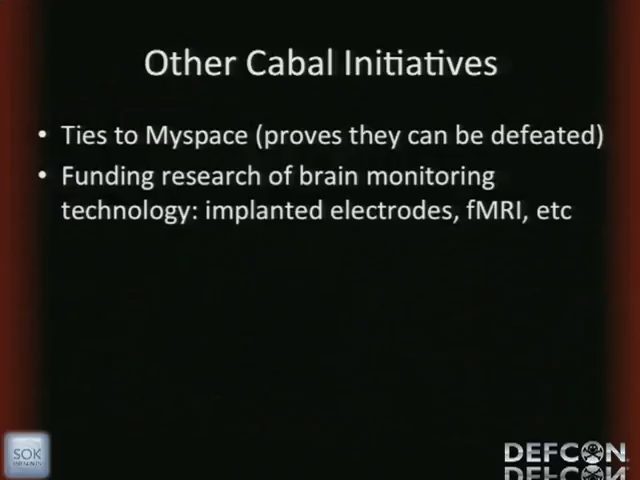 Other Cabal Initiatives
• Ties to Myspace (proves they can be defeated)
• Funding research of brain monitoring
technology: implanted electrodes, fMRI, etc
SOK
DEFCON